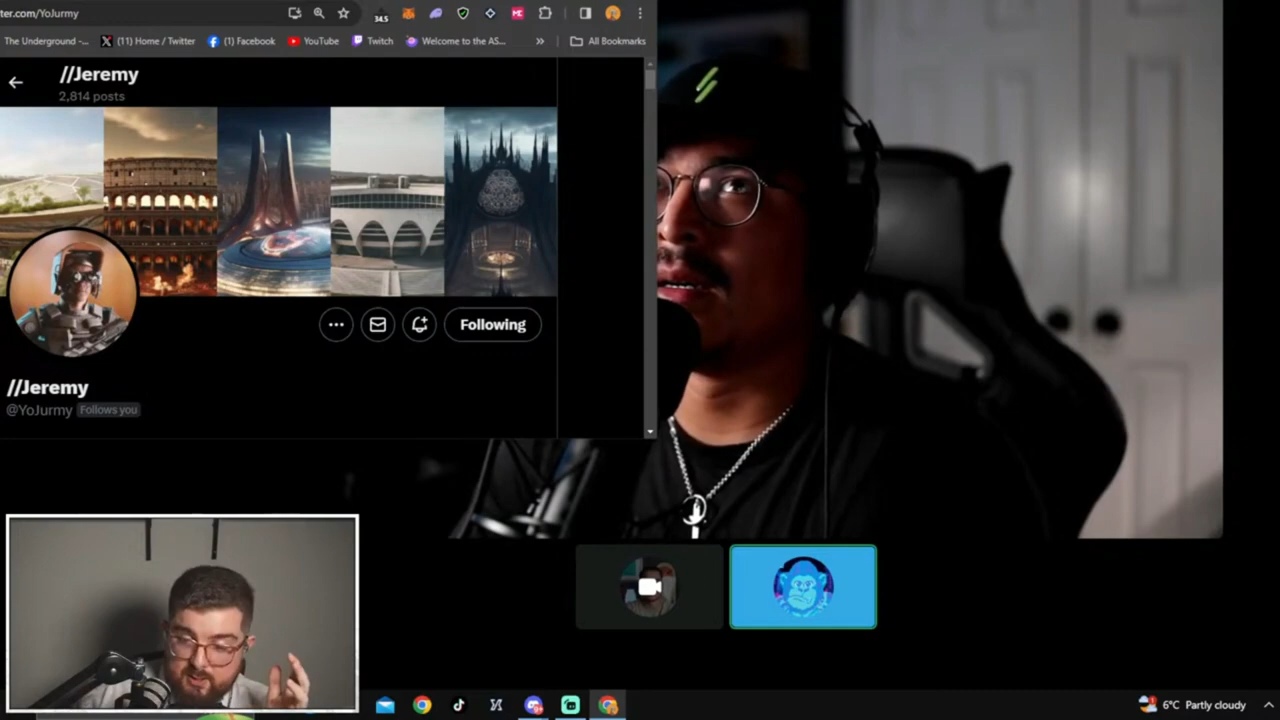 ter.com/YoJurmy
34.5
The Underground -...
(11) Home / Twitter
(1) Facebook
YouTube
Twitch
Welcome to the AS...
»
All Bookmarks
//Jeremy
2,814 posts
Following
//Jeremy
@YoJurmy Follows you
6°C Partly cloudy